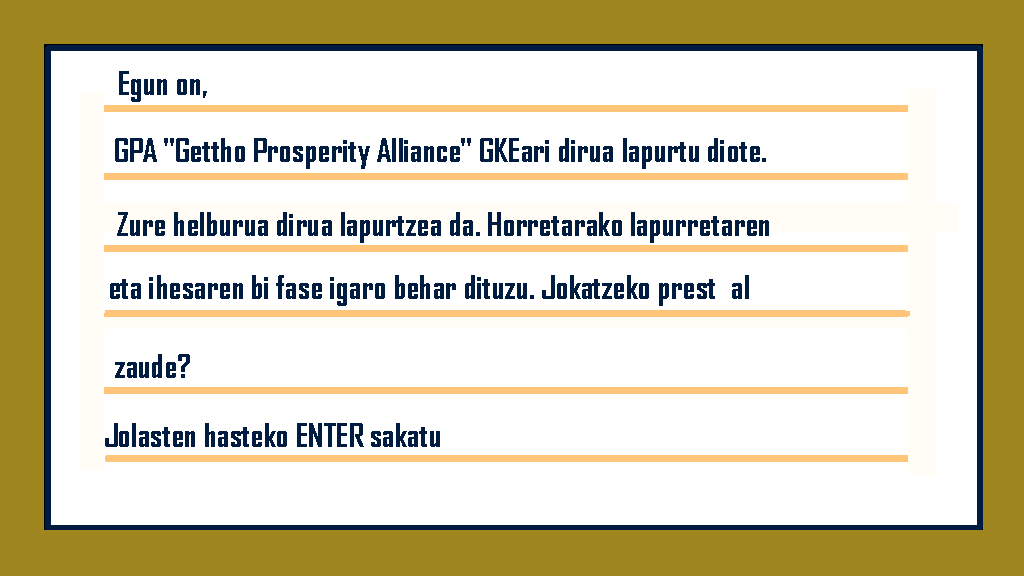 Egun on,
GPA "Gettho Prosperity Alliance" GKEari dirua lapurtu diote.
Zure helburua dirua lapurtzea da. Horretarako lapurretaren
eta ihesaren bi fase igaro behar dituzu. Jokatzeko prest al
zaude?
Jolasten hasteko ENTER sakatu